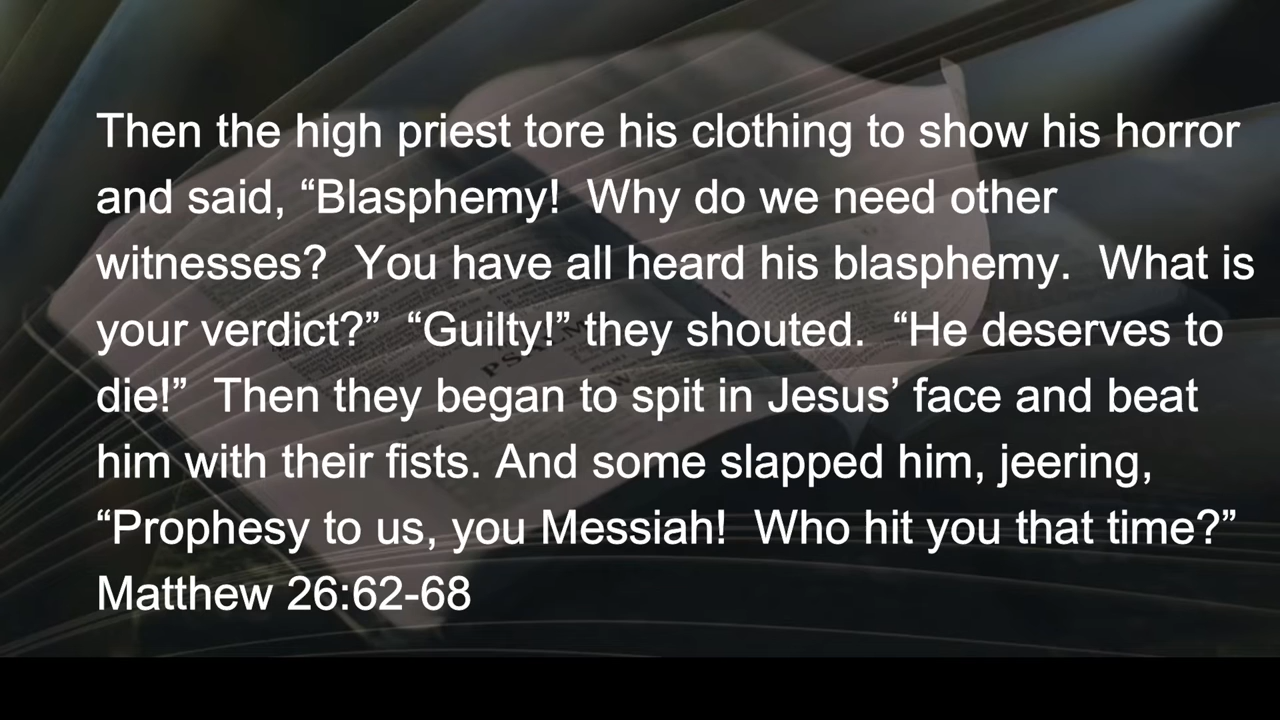 Then the high priest tore his clothing to show his horror
and said, “Blasphemy!  Why do we need other
witnesses?  You have all heard his blasphemy.  What is
your verdict?”  “Guilty!” they shouted.  “He deserves to
die!”  Then they began to spit in Jesus’ face and beat
him with their fists. And some slapped him, jeering,
“Prophesy to us, you Messiah!  Who hit you that time?”
Matthew 26:62-68
PSALM